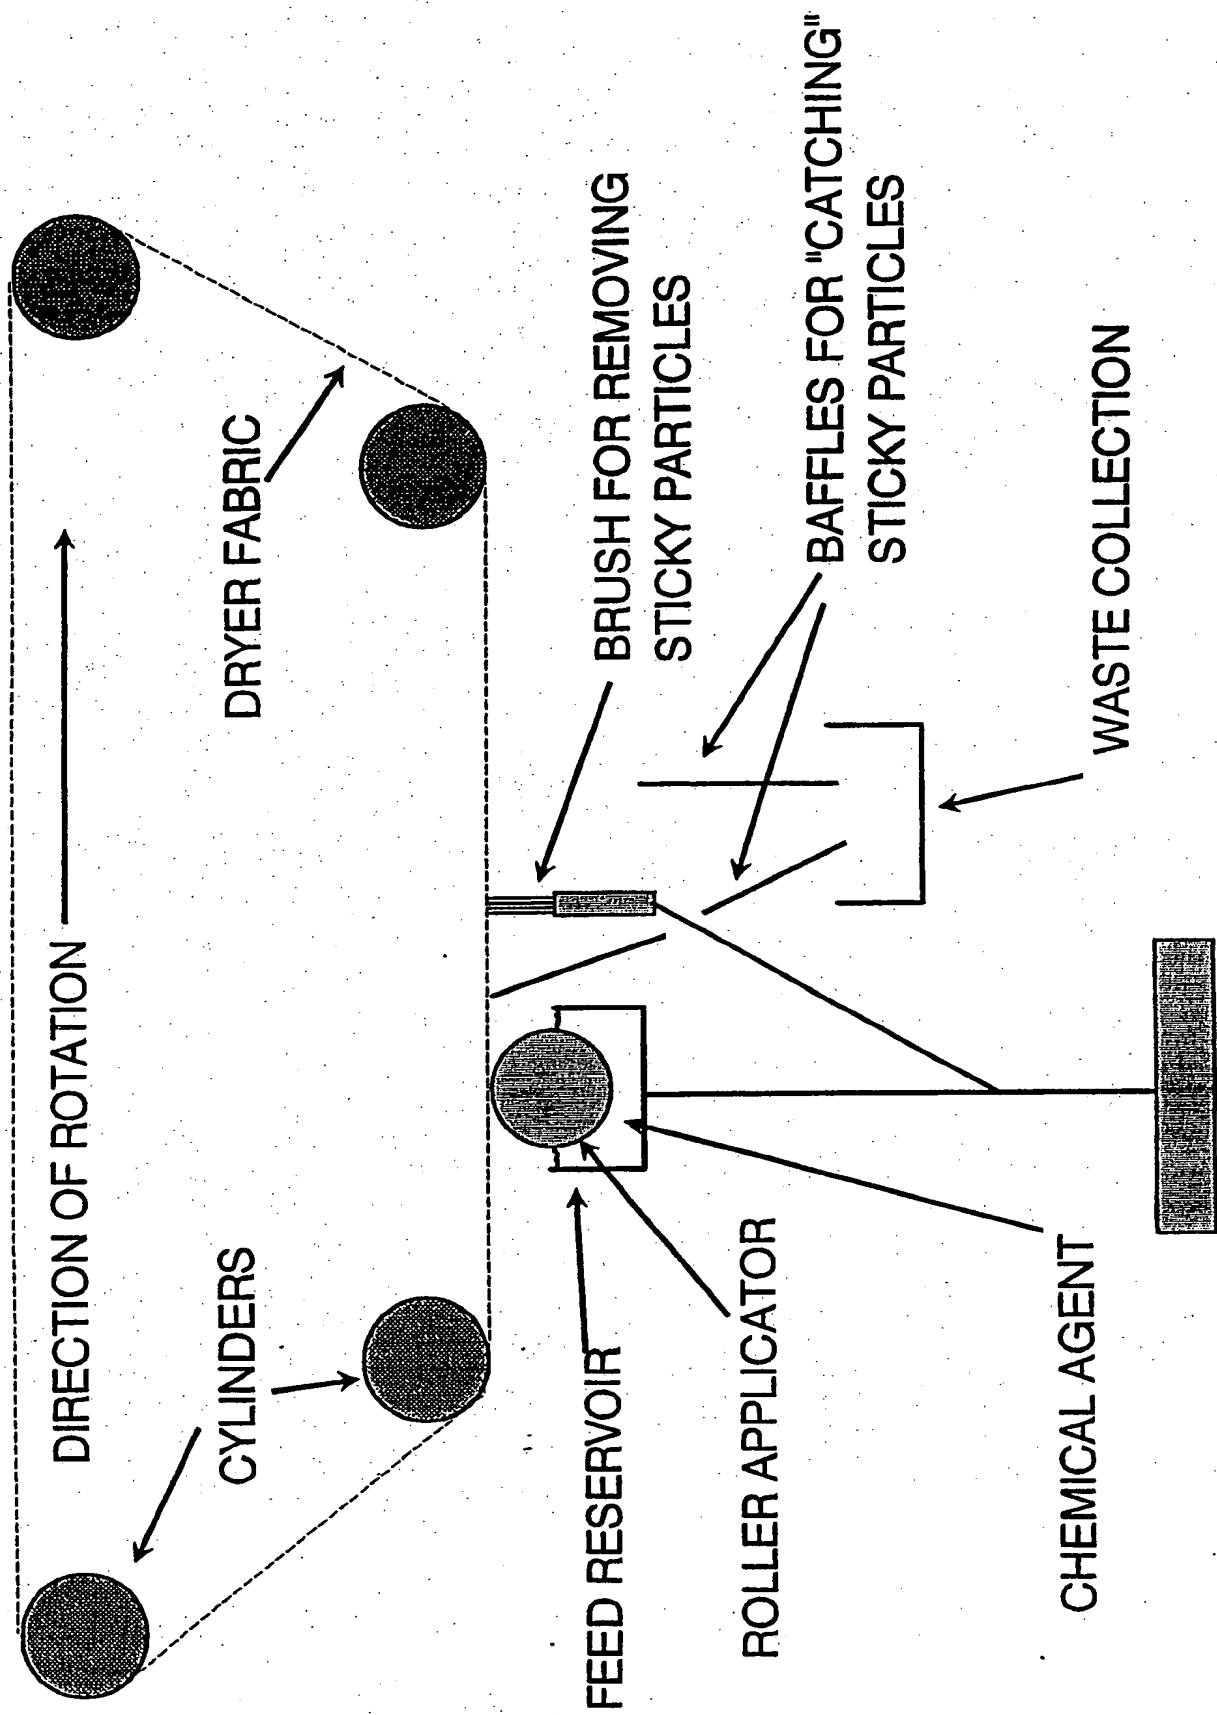 DIRECTION OF ROTATION
CYLINDERS
DRYER FABRIC
FEED RESERVOIR
BRUSH FOR REMOVING
STICKY PARTICLES
ROLLER APPLICATOR
BAFFLES FOR "CATCHING"
STICKY PARTICLES
CHEMICAL AGENT
WASTE COLLECTION